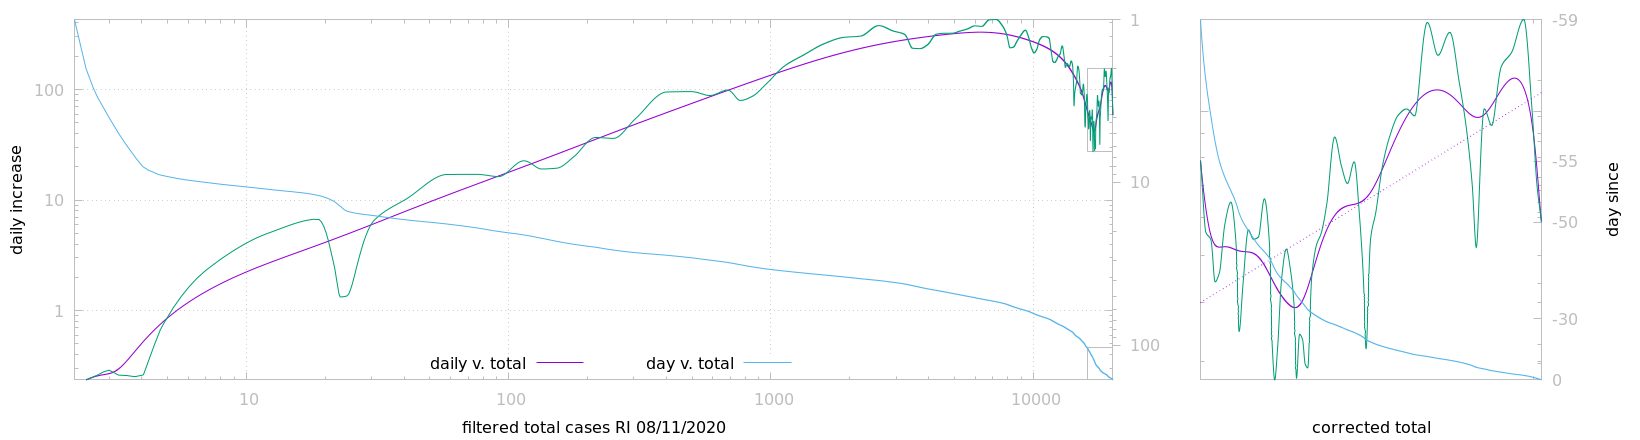 daily increase
100
10
1
10
100
1000
10000
1
10
100
daily v. total
day v. total
filtered total cases RI 08/11/2020
-59
-55
-50
-30
0
day since
corrected total